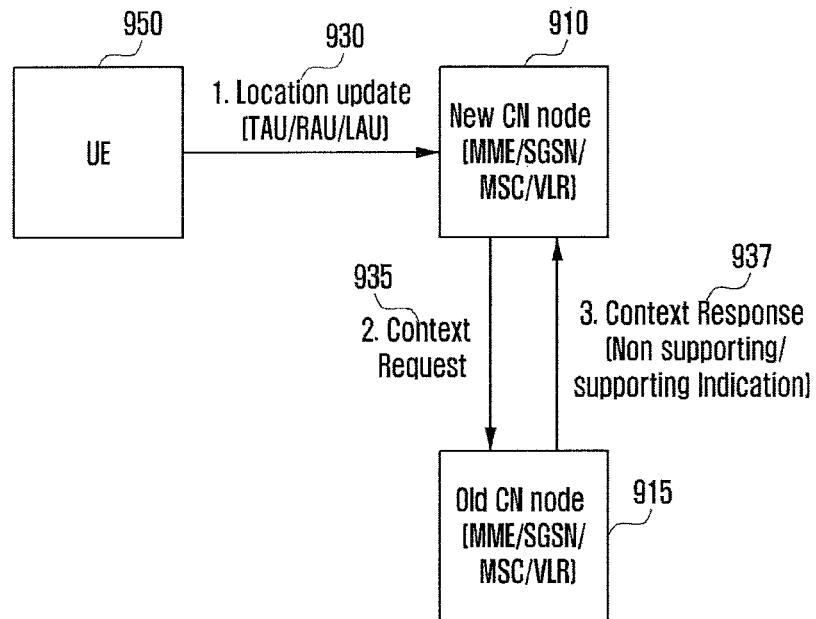 950
930
910
1. Location update
(TAU/RAU/LAU)
UE
New CN node
(MME/SGSN/
MSC/VLR)
935
2. Context
Request
937
3. Context Response
(Non supporting/
supporting Indication)
Old CN node
(MME/SGSN/
MSC/VLR)
915